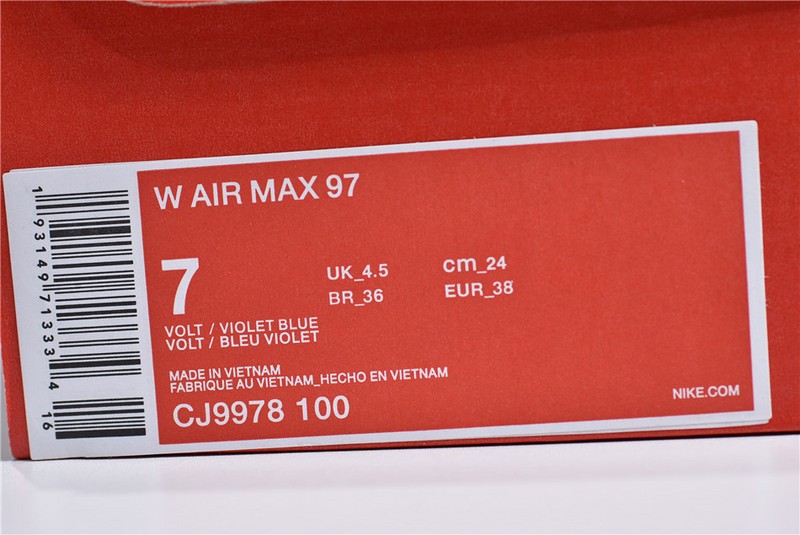 W AIR MAX 97
7
UK_4.5 cm_24
BR_36 EUR_38
VOLT / VIOLET BLUE
VOLT / BLEU VIOLET
MADE IN VIETNAM
FABRIQUE AU VIETNAM_HECHO EN VIETNAM
CJ9978 100
NIKE.COM
1 93149 71333 4 16